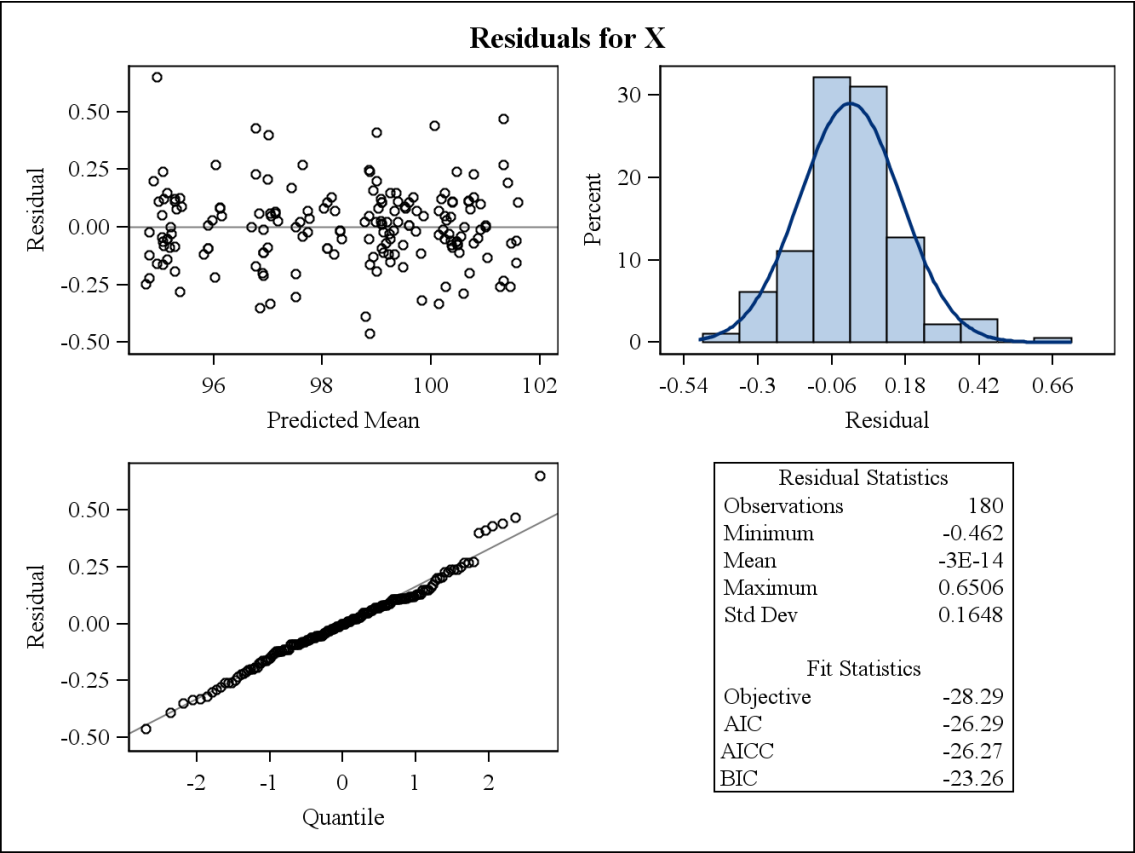 Residuals for X
Residual
0.50
0.25
0.00
-0.25
-0.50
96 98 100 102
Predicted Mean
Percent
30
20
10
0
-0.54 -0.3 -0.06 0.18 0.42 0.66
Residual
Residual
0.50
0.25
0.00
-0.25
-0.50
-2 -1 0 1 2
Quantile
Residual Statistics
Observations 180
Minimum -0.462
Mean -3E-14
Maximum 0.6506
Std Dev 0.1648
Fit Statistics
Objective -28.29
AIC -26.29
AICC -26.27
BIC -23.26